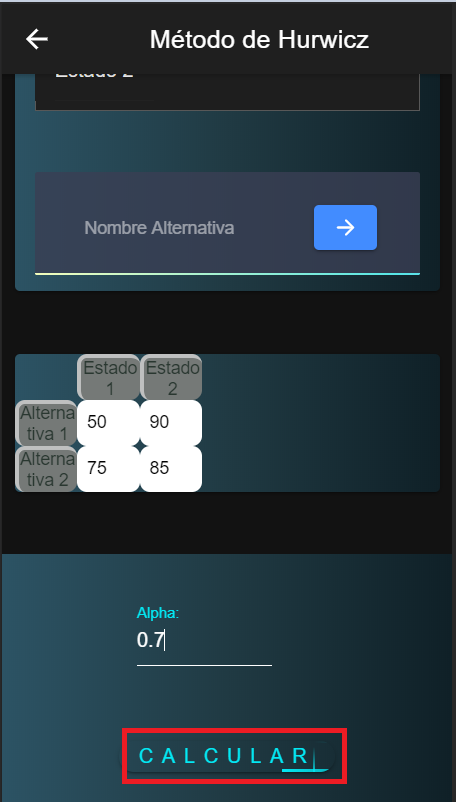 Método de Hurwicz
Estado 2
Nombre Alternativa
Estado
1
Estado
2
Alterna
tiva 1
50
90
Alterna
tiva 2
75
85
Alpha:
0.7
CALCULAR